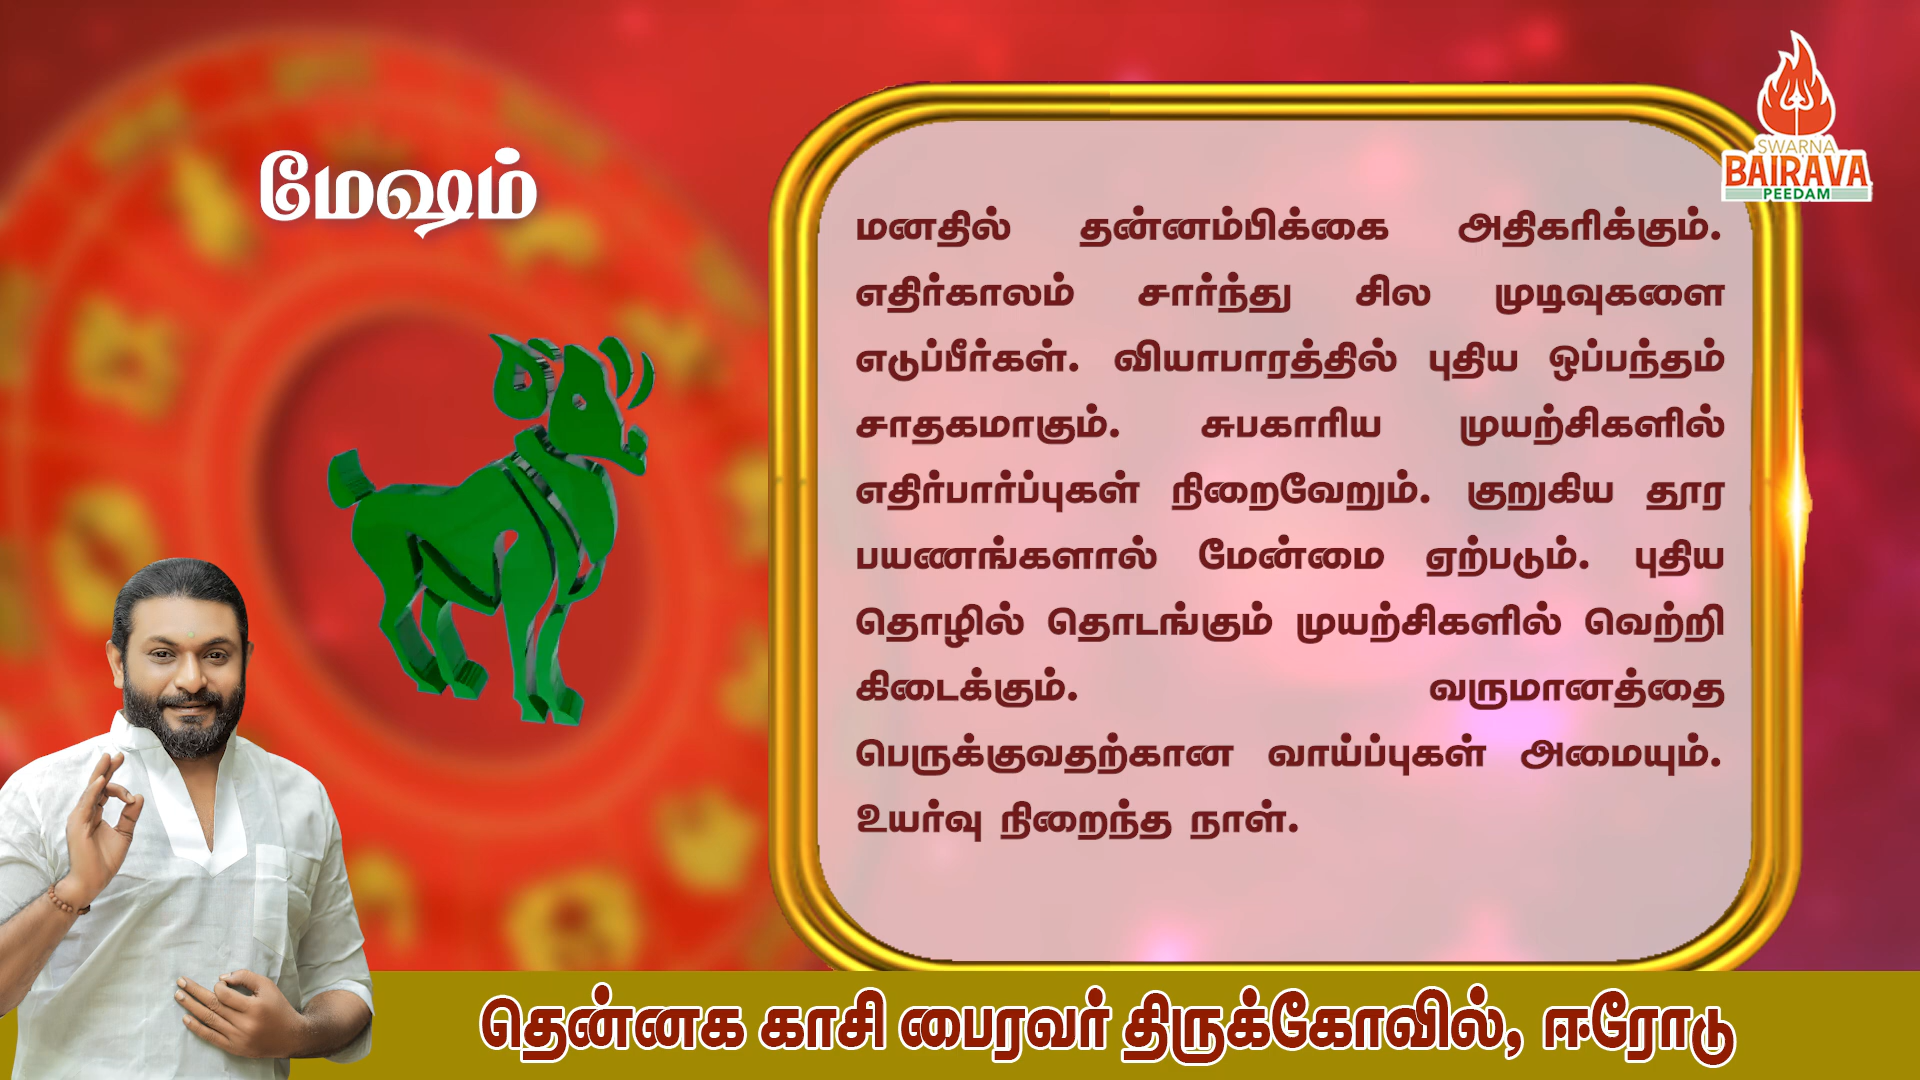 மேஷம்
SWARNA
BAIRAVA
PEEDAM
மனதில் தன்னம்பிக்கை அதிகரிக்கும்.
எதிர்காலம் சார்ந்து சில முடிவுகளை
எடுப்பீர்கள். வியாபாரத்தில் புதிய ஒப்பந்தம்
சாதகமாகும். சுபகாரிய முயற்சிகளில்
எதிர்பார்ப்புகள் நிறைவேறும். குறுகிய தூர
பயணங்களால் மேன்மை ஏற்படும். புதிய
தொழில் தொடங்கும் முயற்சிகளில் வெற்றி
கிடைக்கும். வருமானத்தை
பெருக்குவதற்கான வாய்ப்புகள் அமையும்.
உயர்வு நிறைந்த நாள்.
தென்னக காசி பைரவர் திருக்கோவில், ஈரோடு